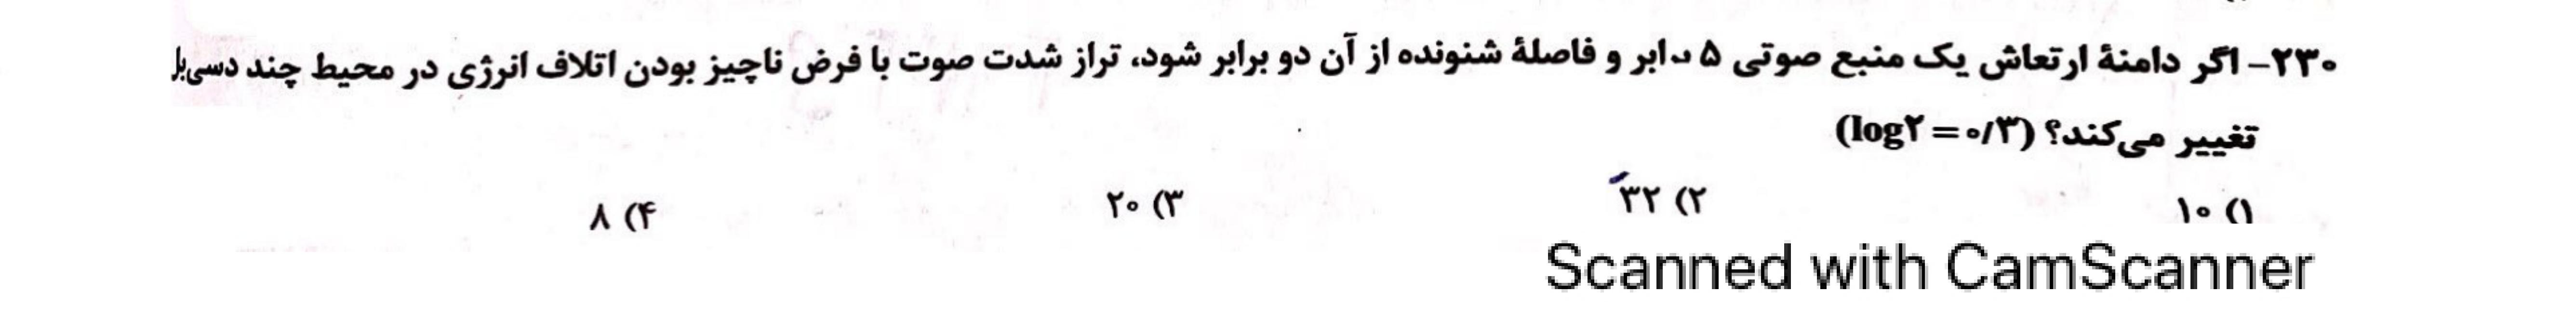 ۲۳۰- اگر دامنهٔ ارتعاش یک منبع صوتی ۵ برابر و فاصلهٔ شنونده از آن دو برابر شود، تراز شدت صوت با فرض ناچیز بودن اتلاف انرژی در محیط چند دسی‌بل
تغییر می‌کند؟ (log۲ = ۰/۳)
۱) ۱۰ ۲) ۳۲ ۳) ۲۰ ۴) ۸
Scanned with CamScanner